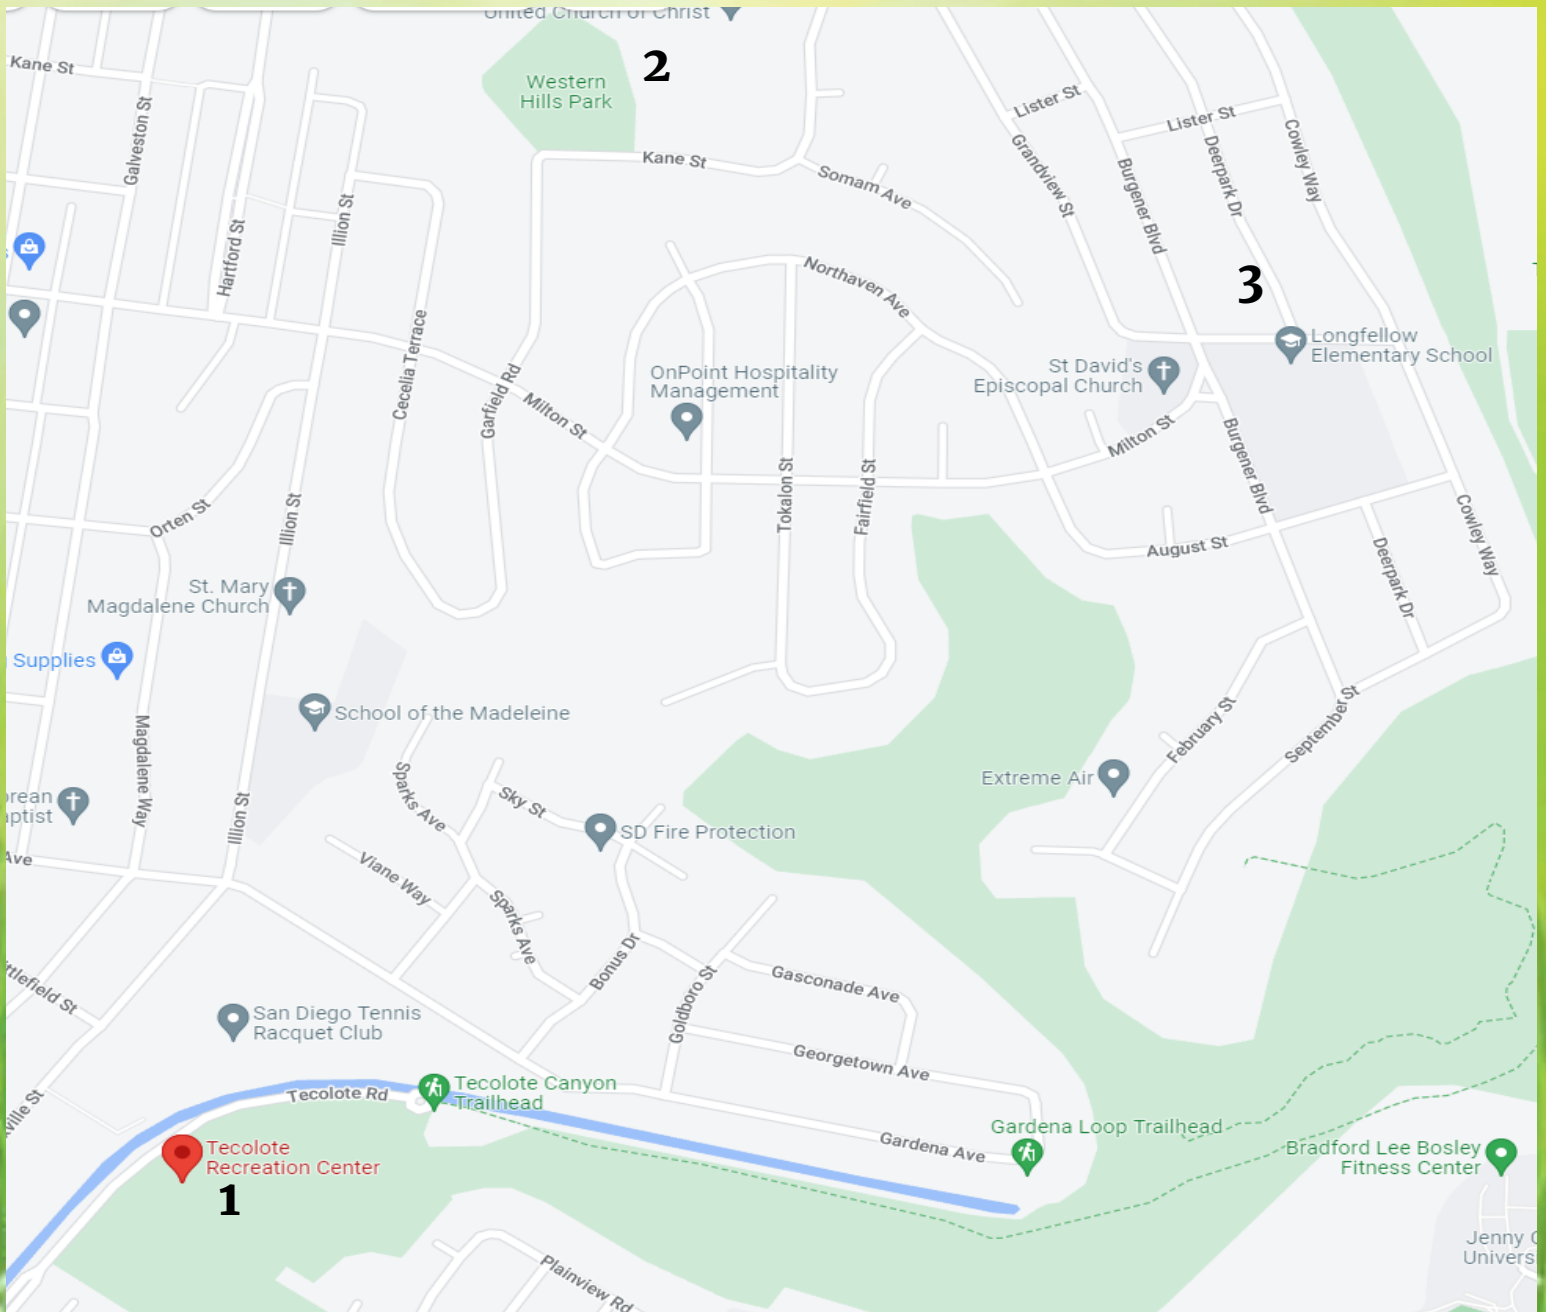 United Church of Christ
2
Western
Hills Park
Kane St
Galveston St
Hartford St
Illion St
Kane St
Somam Ave
Lister St
Lister St
Grandview St
Burgener Blvd
Deerpark Dr
Cowley Way
3
Northaven Ave
Longfellow
Elementary School
St David's
Episcopal Church
OnPoint Hospitality
Management
Cecelia Terrace
Garfield Rd
Milton St
Milton St
Burgener Blvd
Tokalon St
Fairfield St
Orten St
Illion St
August St
Deerpark Dr
Cowley Way
St. Mary
Magdalene Church
Supplies
School of the Madeleine
Magdalene Way
Illion St
Sparks Ave
Sky St
SD Fire Protection
February St
September St
Extreme Air
Ave
Viane Way
Sparks Ave
Bonus Dr
Goldboro St
Gasconade Ave
Georgetown Ave
San Diego Tennis
Racquet Club
Tecolote Rd
Tecolote Canyon
Trailhead
Gardena Loop Trailhead
Gardena Ave
Bradford Lee Bosley
Fitness Center
Tecolote
Recreation Center
1
Plainview Rd
Jenny